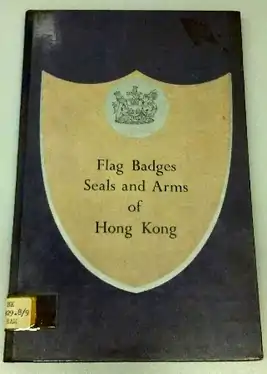 Flag Badges
Seals and Arms
of
Hong Kong